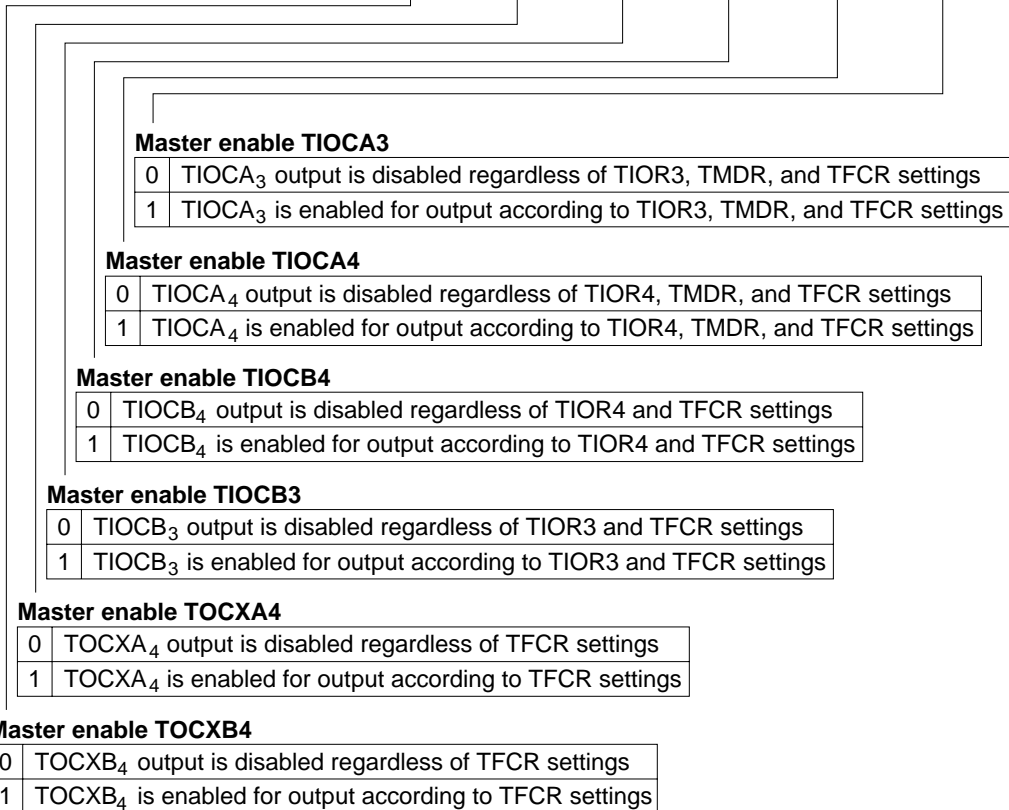 Master enable TIOCA3
0 TIOCA3 output is disabled regardless of TIOR3, TMDR, and TFCR settings
1 TIOCA3 is enabled for output according to TIOR3, TMDR, and TFCR settings
Master enable TIOCA4
0 TIOCA4 output is disabled regardless of TIOR4, TMDR, and TFCR settings
1 TIOCA4 is enabled for output according to TIOR4, TMDR, and TFCR settings
Master enable TIOCB4
0 TIOCB4 output is disabled regardless of TIOR4 and TFCR settings
1 TIOCB4 is enabled for output according to TIOR4 and TFCR settings
Master enable TIOCB3
0 TIOCB3 output is disabled regardless of TIOR3 and TFCR settings
1 TIOCB3 is enabled for output according to TIOR3 and TFCR settings
Master enable TOCXA4
0 TOCXA4 output is disabled regardless of TFCR settings
1 TOCXA4 is enabled for output according to TFCR settings
Master enable TOCXB4
0 TOCXB4 output is disabled regardless of TFCR settings
1 TOCXB4 is enabled for output according to TFCR settings